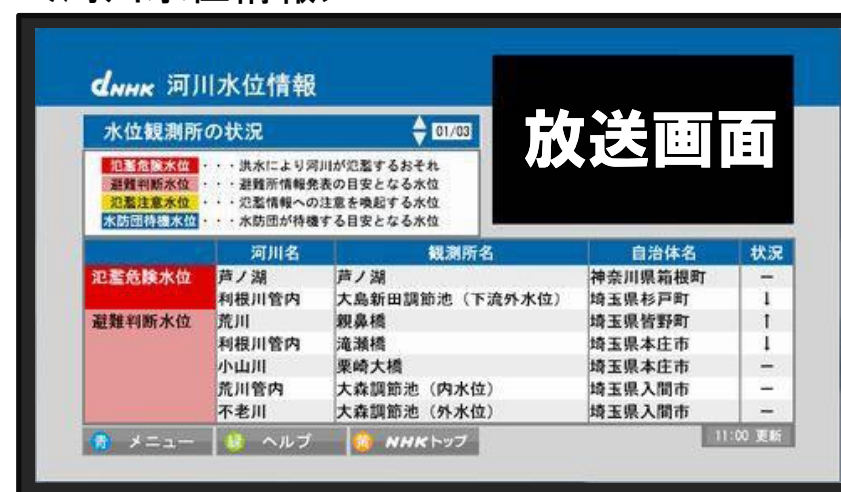 dNHK 河川水位情報
放送画面
水位観測所の状況 01/03
氾濫危険水位・・・洪水により河川が氾濫するおそれ
避難判断水位・・・避難所情報発表の目安となる水位
氾濫注意水位・・・氾濫情報への注意を喚起する水位
水防団待機水位・・・水防団が待機する目安となる水位
河川名 観測所名 自治体名 状況
氾濫危険水位 芦ノ湖 芦ノ湖 神奈川県箱根町 −
利根川管内 大島新田調節池（下流外水位） 埼玉県杉戸町 ↓
避難判断水位 荒川 親鼻橋 埼玉県皆野町 ↑
利根川管内 滝瀬橋 埼玉県本庄市 ↓
小山川 栗崎大橋 埼玉県本庄市 −
荒川管内 大森調節池（内水位） 埼玉県入間市 −
不老川 大森調節池（外水位） 埼玉県入間市 −
青 メニュー 緑 ヘルプ 黄 NHKトップ 11:00 更新